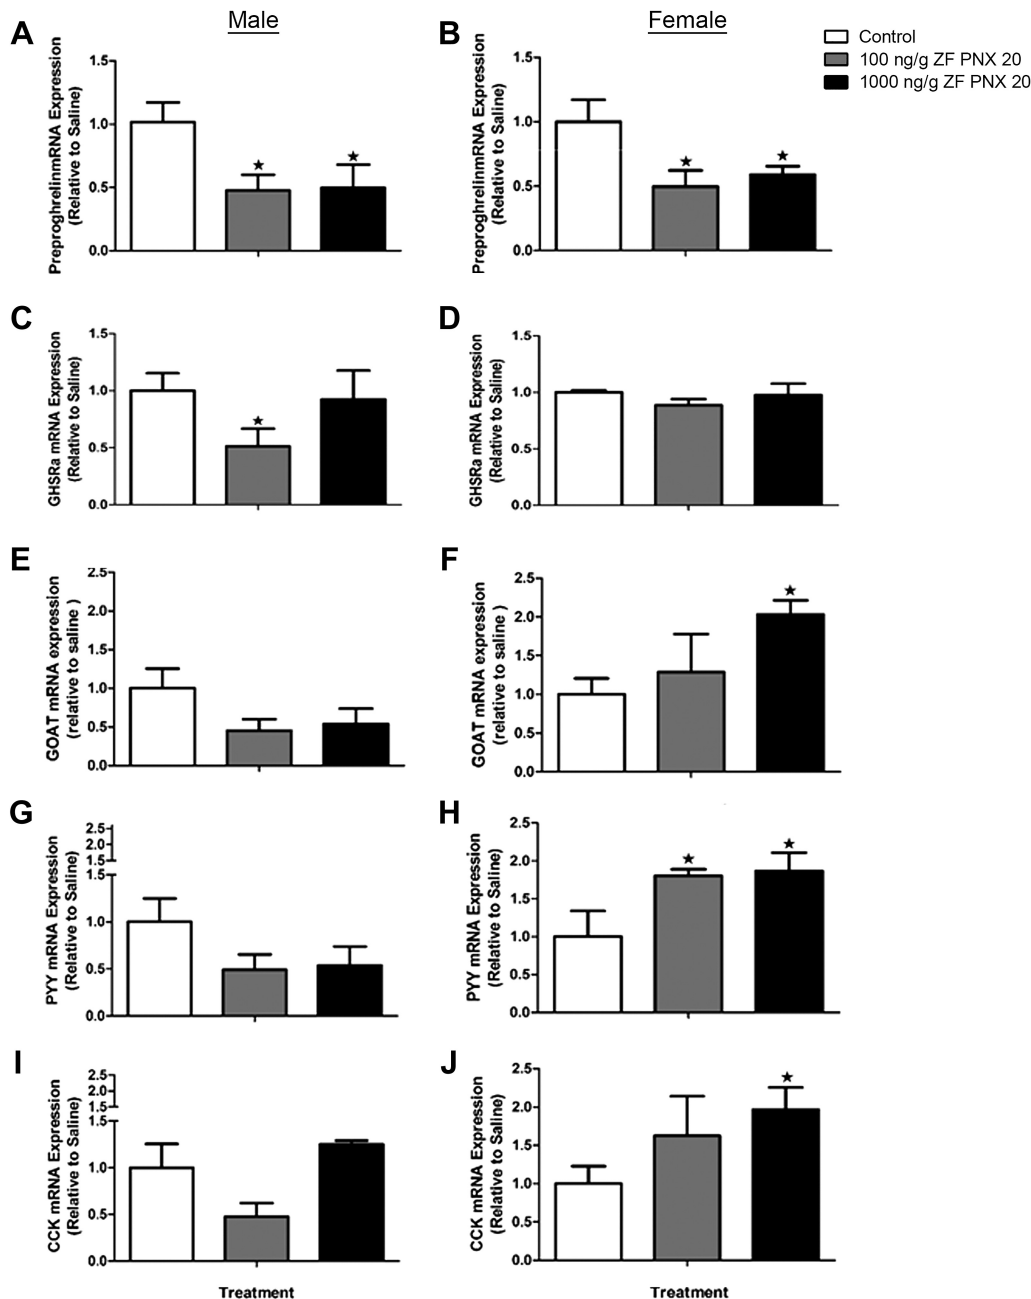 Male
Female
Control
100 ng/g ZF PNX 20
1000 ng/g ZF PNX 20
A
PreproghrelinmRNA Expression
(Relative to Saline)
1.5
1.0
0.5
0.0
B
PreproghrelinmRNA Expression
(Relative to Saline)
1.5
1.0
0.5
0.0
C
GHSRa mRNA Expression
(Relative to Saline)
1.5
1.0
0.5
0.0
D
GHSRa mRNA Expression
(Relative to Saline)
1.5
1.0
0.5
0.0
E
GOAT mRNA expression
(relative to saline )
2.5
2.0
1.5
1.0
0.5
0.0
F
GOAT mRNA expression
(relative to saline )
2.5
2.0
1.5
1.0
0.5
0.0
G
PYY mRNA Expression
(Relative to Saline)
2.5
2.0
1.5
1.5
1.0
0.5
0.0
H
PYY mRNA Expression
(Relative to Saline)
2.5
2.0
1.5
1.0
0.5
0.0
I
CCK mRNA Expression
(Relative to Saline)
2.5
2.0
1.5
1.5
1.0
0.5
0.0
Treatment
J
CCK mRNA Expression
(Relative to Saline)
2.5
2.0
1.5
1.0
0.5
0.0
Treatment